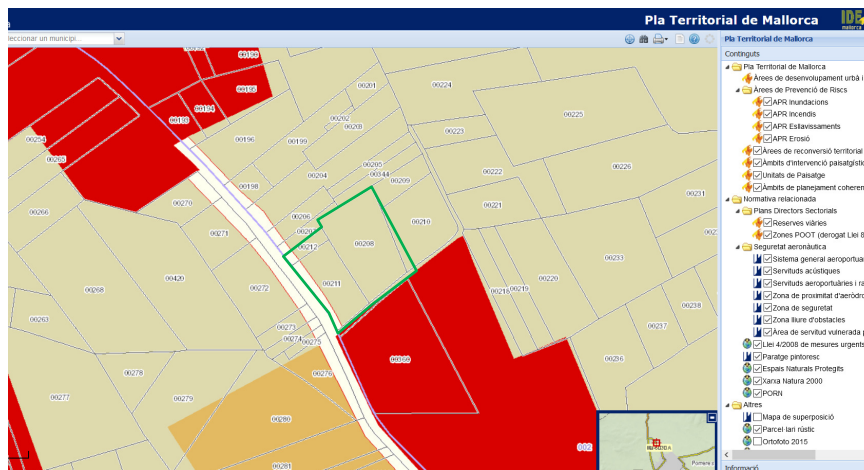 Pla Territorial de Mallorca
IDE
mallorca
seleccionar un municipi...
Pla Territorial de Mallorca
Continguts
Pla Territorial de Mallorca
Àrees de desenvolupament urbà i
Àrees de Prevenció de Riscs
APR Inundacions
APR Incendis
APR Esllavissaments
APR Erosió
Àrees de reconversió territorial
Àmbits d'intervenció paisatgístic
Unitats de Paisatge
Àmbits de planejament coheren
Normativa relacionada
Plans Directors Sectorials
Reserves viàries
Zones POOT (derogat Llei 8
Seguretat aeronàutica
Sistema general aeroportuar
Servituds acústiques
Servituds aeroportuàries i ra
Zona de proximitat d'aeròdro
Zona de seguretat
Zona lliure d'obstacles
Àrea de servitud vulnerada p
Llei 4/2008 de mesures urgents
Paratge pintoresc
Espais Naturals Protegits
Xarxa Natura 2000
PORN
Altres
Mapa de superposició
Parcel·lari rústic
Ortofoto 2015
Informació
00196
00195
00194
00193
00201
00224
00225
00202
00203
00223
00254
00265
00196
00199
00205
00344
00209
00204
00222
00226
00198
00231
00270
00266
00206
00210
00221
00271
00212
00208
00233
00420
00268
00272
00211
00218
00219
00220
00238
00263
00273
00274
00275
00237
00360
00236
00278
00276
00277
00279
00280
002
00281